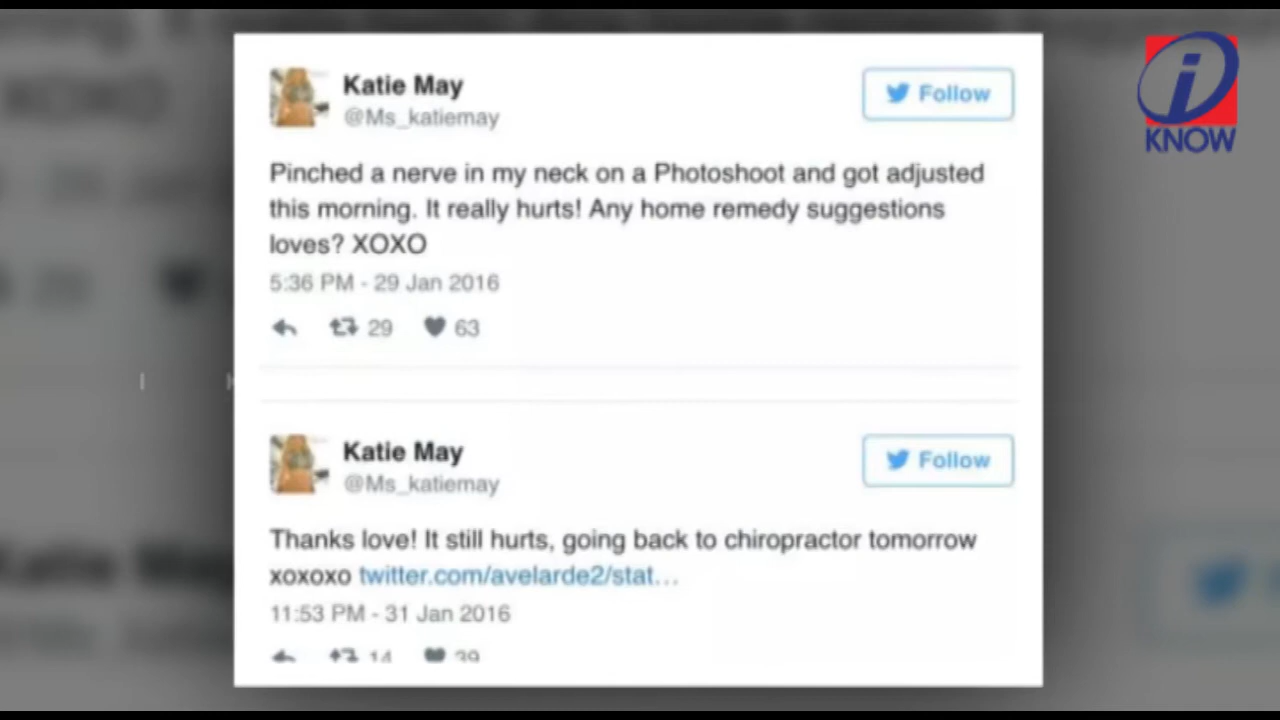 Katie May
@Ms_katiemay
Follow
Pinched a nerve in my neck on a Photoshoot and got adjusted
this morning. It really hurts! Any home remedy suggestions
loves? XOXO
5:36 PM - 29 Jan 2016
29 63
Katie May
@Ms_katiemay
Follow
Thanks love! It still hurts, going back to chiropractor tomorrow
xoxoxo twitter.com/avelarde2/stat...
11:53 PM - 31 Jan 2016
14 39
i
KNOW